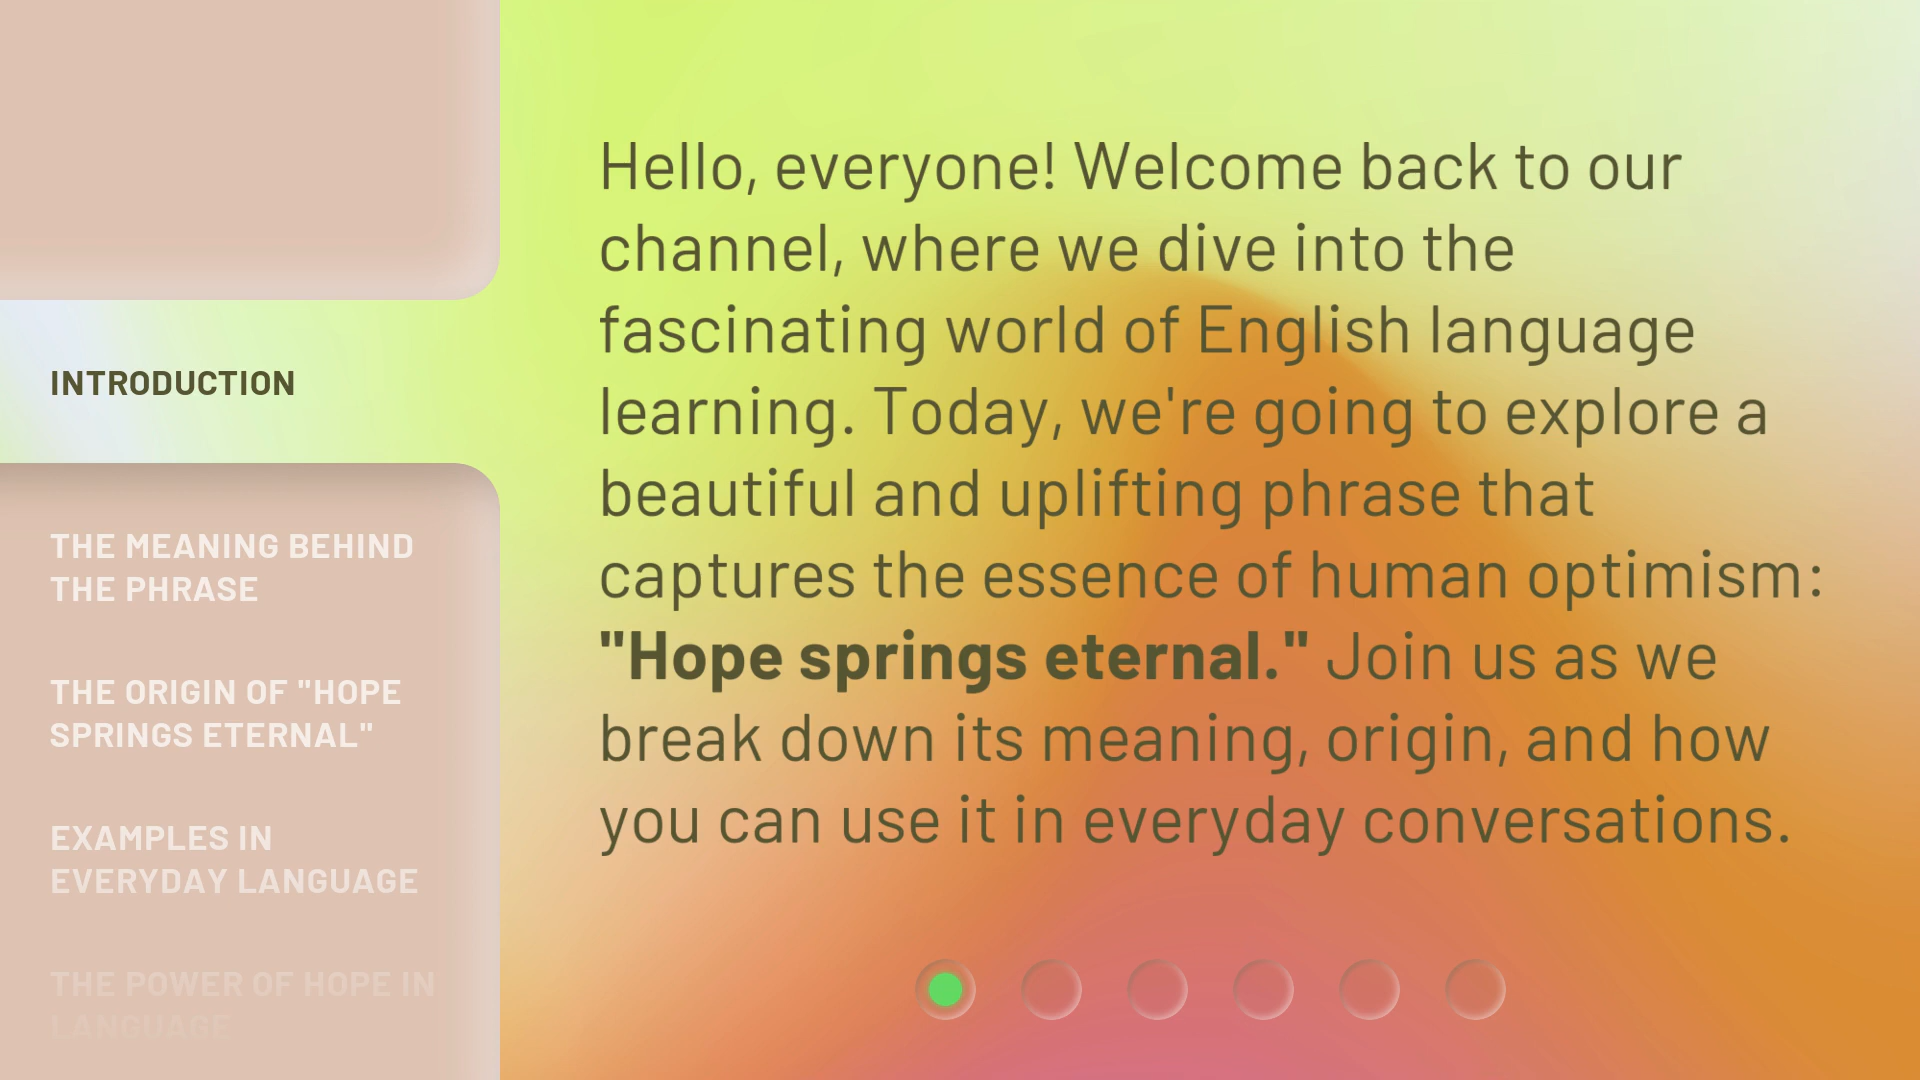 INTRODUCTION
THE MEANING BEHIND
THE PHRASE
THE ORIGIN OF "HOPE
SPRINGS ETERNAL"
EXAMPLES IN
EVERYDAY LANGUAGE
THE POWER OF HOPE IN
LANGUAGE
Hello, everyone! Welcome back to our
channel, where we dive into the
fascinating world of English language
learning. Today, we're going to explore a
beautiful and uplifting phrase that
captures the essence of human optimism:
"Hope springs eternal." Join us as we
break down its meaning, origin, and how
you can use it in everyday conversations.